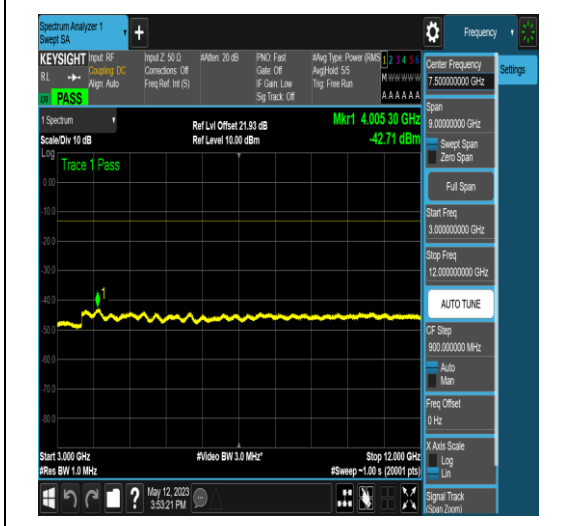 Spectrum Analyzer 1
Swept SA
+
Frequency
KEYSIGHT
RL
PASS
Input: RF
Coupling: DC
Align: Auto
Input Z: 50 Ω
Corrections: Off
Freq Ref: Int (S)
#Atten: 20 dB
PNO: Fast
Gate: Off
IF Gain: Low
Sig Track: Off
#Avg Type: Power (RMS
Avg|Hold: 5/5
Trig: Free Run
1 2 3 4 5 6
M W W W W W
A A A A A A
Center Frequency
7.500000000 GHz
Settings
1 Spectrum
Scale/Div 10 dB
Ref Lvl Offset 21.93 dB
Ref Level 10.00 dBm
Mkr1 4.005 30 GHz
-42.71 dBm
Span
9.00000000 GHz
Swept Span
Zero Span
Full Span
Start Freq
3.000000000 GHz
Stop Freq
12.000000000 GHz
AUTO TUNE
CF Step
900.000000 MHz
Auto
Man
Freq Offset
0 Hz
X Axis Scale
Log
Lin
Signal Track
(Span Zoom)
Log
Trace 1 Pass
0.00
-10.0
-20.0
-30.0
-40.0
-50.0
-60.0
-70.0
-80.0
1
Start 3.000 GHz
#Res BW 1.0 MHz
#Video BW 3.0 MHz*
Stop 12.000 GHz
#Sweep ~1.00 s (20001 pts)
?
May 12, 2023
3:53:21 PM